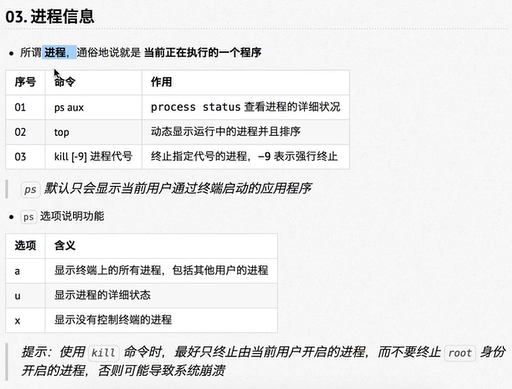 03. 进程信息
所谓 进程，通俗地说就是 当前正在执行的一个程序
序号 命令 作用
01 ps aux process status 查看进程的详细状况
02 top 动态显示运行中的进程并且排序
03 kill [-9] 进程代号 终止指定代号的进程，-9 表示强行终止
ps 默认只会显示当前用户通过终端启动的应用程序
ps 选项说明功能
选项 含义
a 显示终端上的所有进程，包括其他用户的进程
u 显示进程的详细状态
x 显示没有控制终端的进程
提示：使用 kill 命令时，最好只终止由当前用户开启的进程，而不要终止 root 身份
开启的进程，否则可能导致系统崩溃